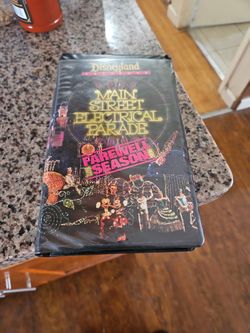 Disneyland
MAIN
STREET
ELECTRICAL
PARADE
FAREWELL
SEASON